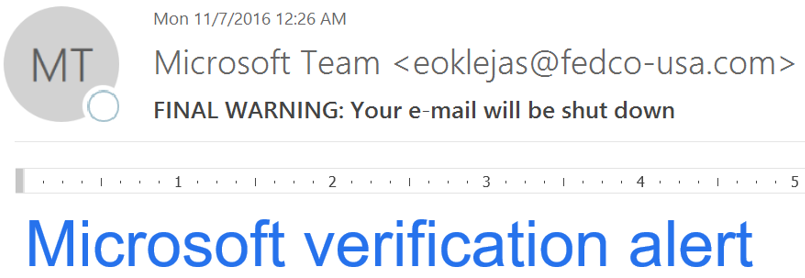 Mon 11/7/2016 12:26 AM
MT
Microsoft Team <eoklejas@fedco-usa.com>
FINAL WARNING: Your e-mail will be shut down
1 2 3 4 5
Microsoft verification alert